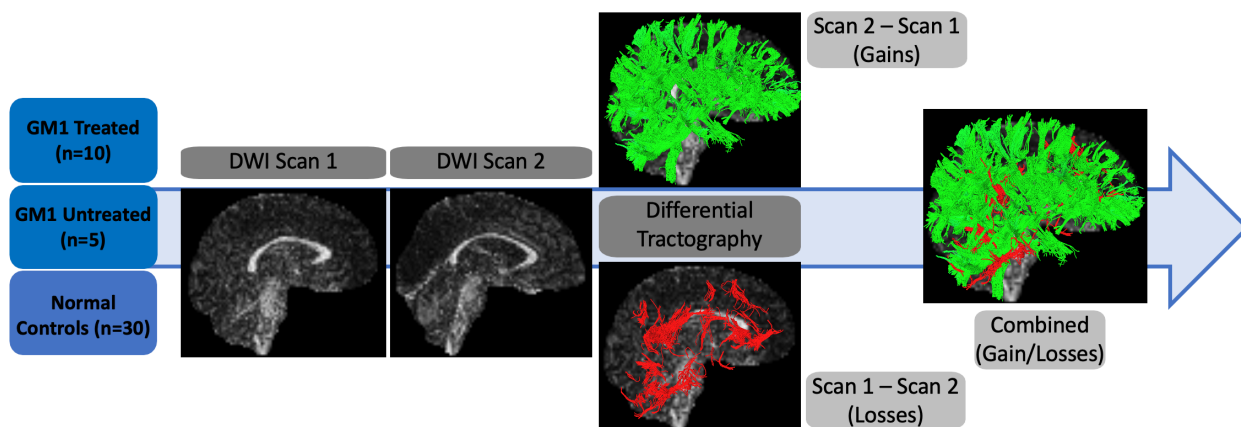 GM1 Treated
(n=10)
GM1 Untreated
(n=5)
Normal
Controls (n=30)
DWI Scan 1
DWI Scan 2
Scan 2 – Scan 1
(Gains)
Differential
Tractography
Scan 1 – Scan 2
(Losses)
Combined
(Gain/Losses)